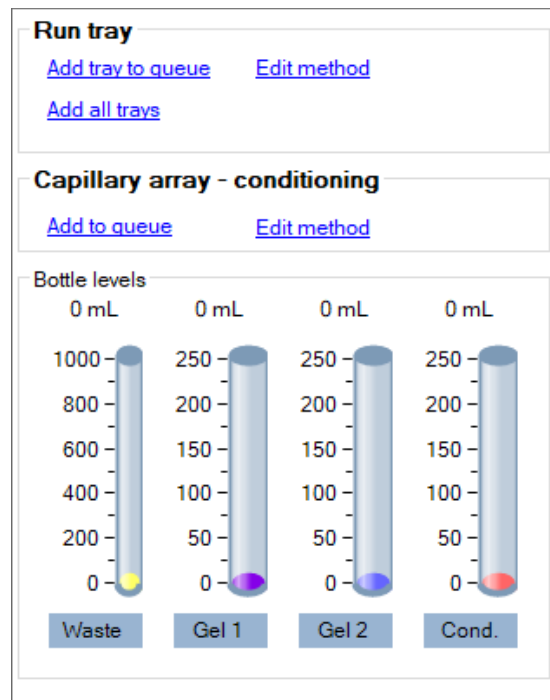 Run tray
Add tray to queue Edit method
Add all trays
Capillary array - conditioning
Add to queue Edit method
Bottle levels
0 mL 0 mL 0 mL 0 mL
1000 250 250 250
800 200 200 200
600 150 150 150
400 100 100 100
200 50 50 50
0 0 0 0
Waste Gel 1 Gel 2 Cond.